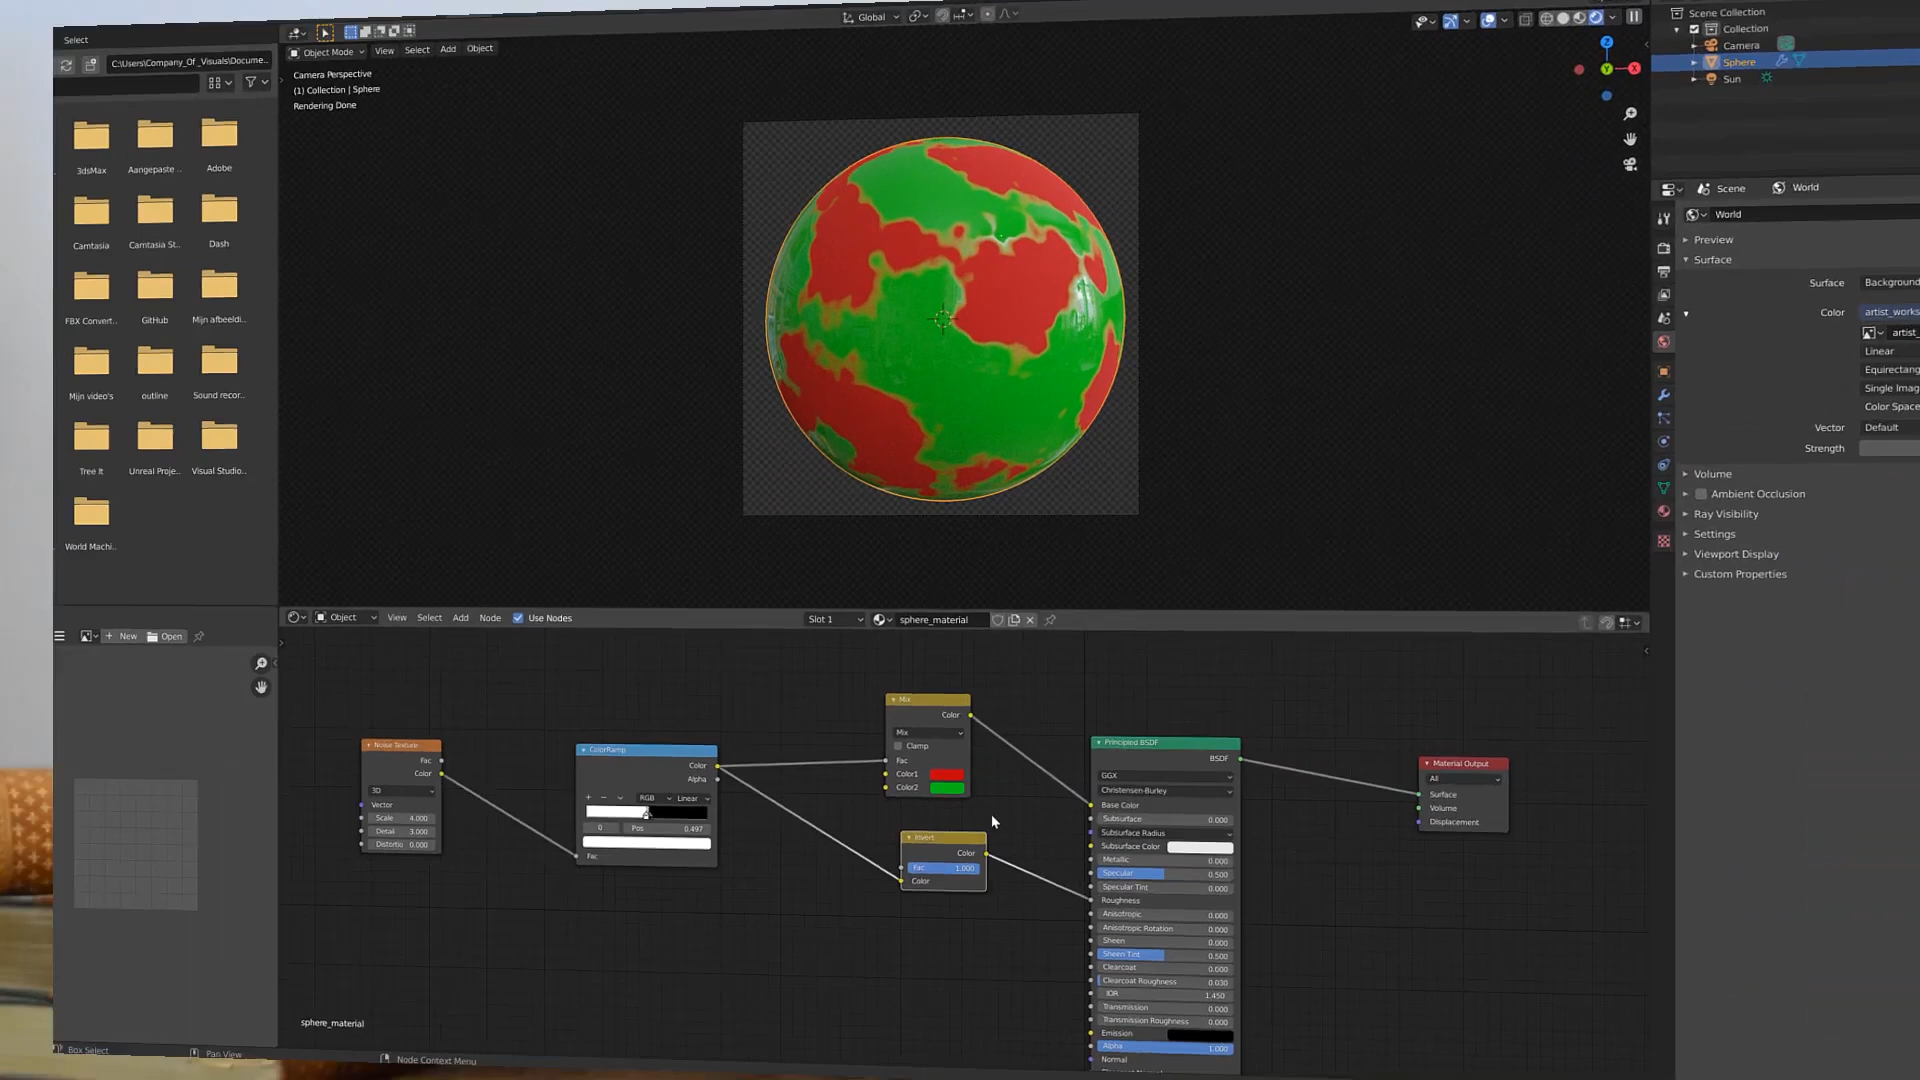 Select
C:\Users\Company_Of _Visuals\Docume..
3dsMax
Aangepaste ..
Adobe
Camtasia
Camtasia St..
Dash
FBX Convert..
GitHub
Mijn afbeeldi..
Mijn video's
outline
Sound recor..
Tree It
Unreal Proje..
Visual Studio..
World Machi..
Global
Object Mode
View
Select
Add
Object
Camera Perspective
(1) Collection | Sphere
Rendering Done
Z
Y
X
Scene Collection
Collection
Camera
Sphere
Sun
Scene
World
World
Preview
Surface
Surface
Background
Color
artist_works
artist_
Linear
Equirectang
Single Imag
Color Space
Vector
Default
Strength
Volume
Ambient Occlusion
Ray Visibility
Settings
Viewport Display
Custom Properties
New
Open
Object
View
Select
Add
Node
Use Nodes
Slot 1
sphere_material
Noise Texture
Fac
Color
3D
Vector
Scale 4.000
Detail 3.000
Distortio 0.000
ColorRamp
Color
Alpha
RGB
Linear
0
Pos 0.497
Fac
Mix
Color
Mix
Clamp
Fac
Color1
Color2
Invert
Color
Fac 1.000
Color
Principled BSDF
BSDF
GGX
Christensen-Burley
Base Color
Subsurface 0.000
Subsurface Radius
Subsurface Color
Metallic 0.000
Specular 0.500
Specular Tint 0.000
Roughness
Anisotropic 0.000
Anisotropic Rotation 0.000
Sheen 0.000
Sheen Tint 0.500
Clearcoat 0.000
Clearcoat Roughness 0.030
IOR 1.450
Transmission 0.000
Transmission Roughness 0.000
Emission
Alpha 1.000
Normal
Material Output
All
Surface
Volume
Displacement
sphere_material
Box Select
Pan View
Node Context Menu